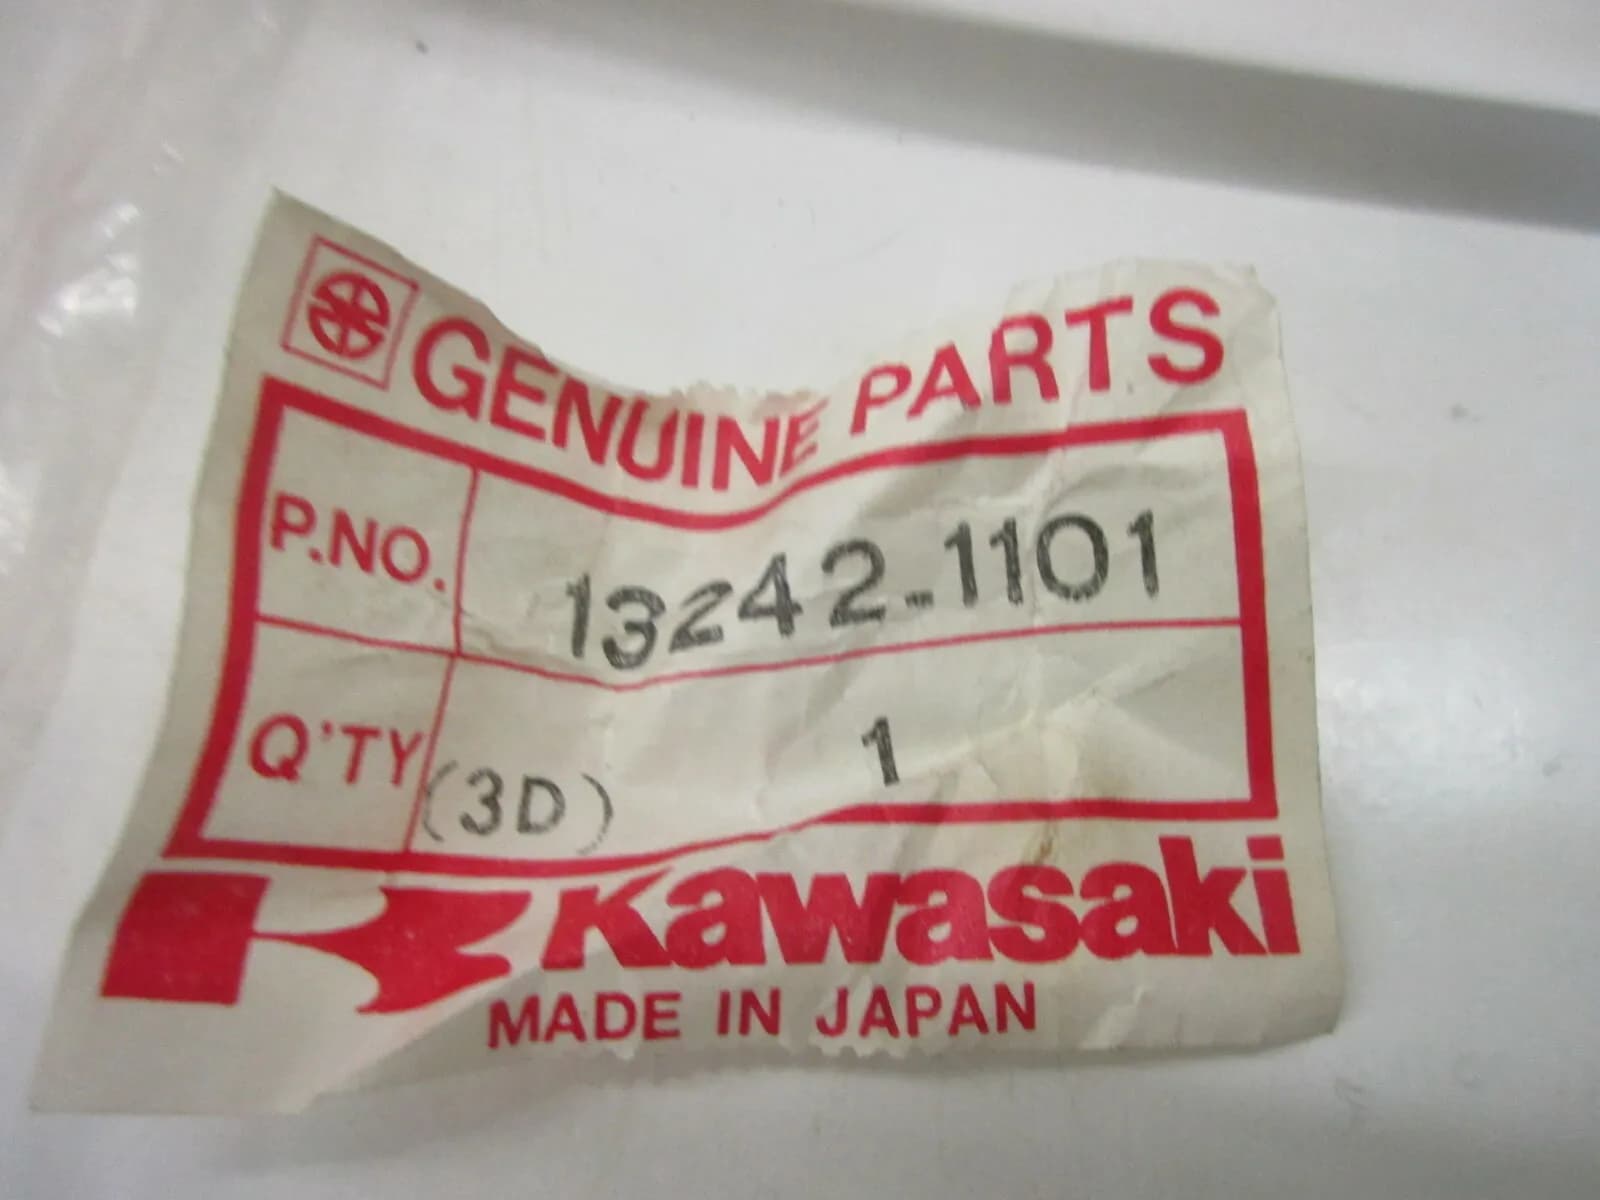 GENUINE PARTS
P.NO. 13242-1101
Q'TY (3D) 1
Kawasaki
MADE IN JAPAN